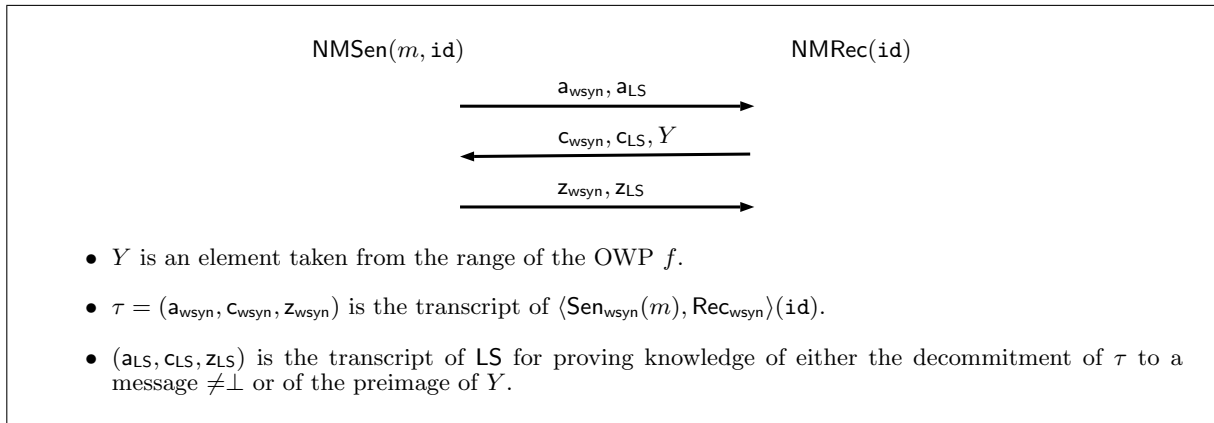 NMSen(m, id) NMRec(id)
a_wsyn, a_LS
c_wsyn, c_LS, Y
z_wsyn, z_LS
• Y is an element taken from the range of the OWP f.
• τ = (a_wsyn, c_wsyn, z_wsyn) is the transcript of ⟨Sen_wsyn(m), Rec_wsyn⟩(id).
• (a_LS, c_LS, z_LS) is the transcript of LS for proving knowledge of either the decommitment of τ to a
message ≠⊥ or of the preimage of Y.